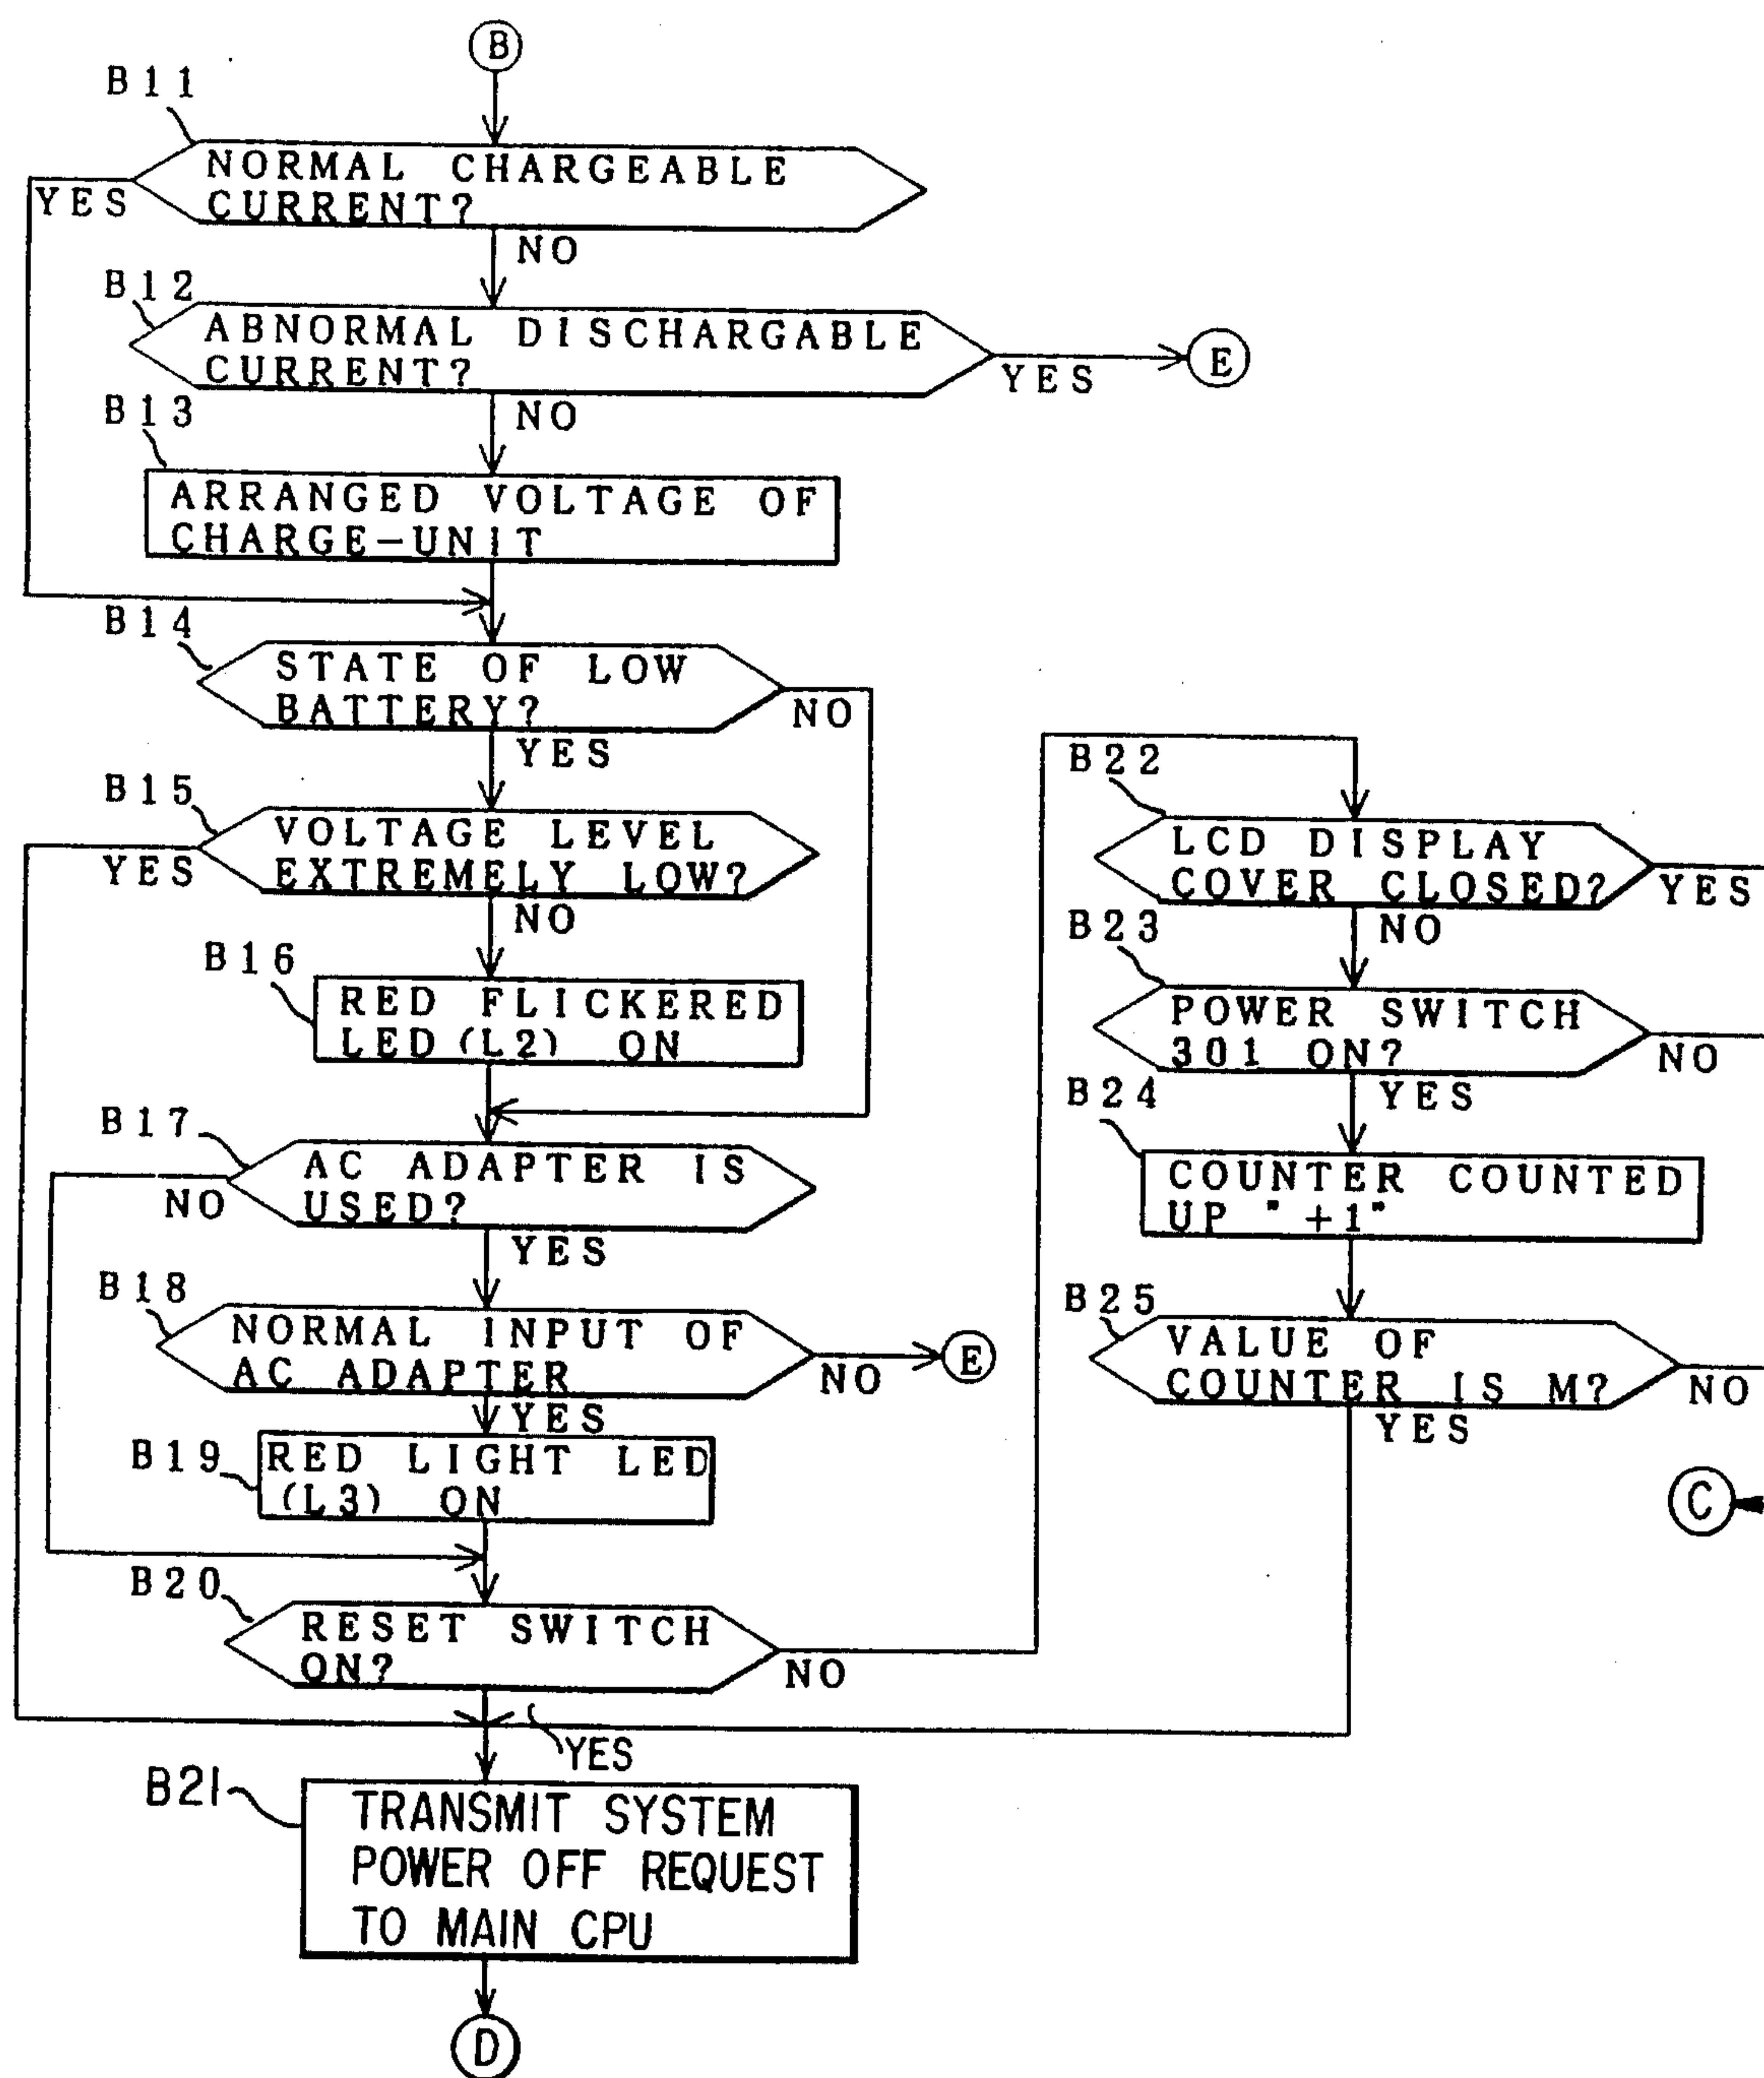 B
B11
NORMAL CHARGEABLE
CURRENT?
YES
NO
B12
ABNORMAL DISCHARGABLE
CURRENT?
YES
E
NO
B13
ARRANGED VOLTAGE OF
CHARGE-UNIT
B14
STATE OF LOW
BATTERY?
NO
YES
B15
VOLTAGE LEVEL
EXTREMELY LOW?
YES
NO
B16
RED FLICKERED
LED (L2) ON
B17
AC ADAPTER IS
USED?
NO
YES
B18
NORMAL INPUT OF
AC ADAPTER
NO
E
YES
B19
RED LIGHT LED
(L3) ON
B20
RESET SWITCH
ON?
NO
YES
B21
TRANSMIT SYSTEM
POWER OFF REQUEST
TO MAIN CPU
D
B22
LCD DISPLAY
COVER CLOSED?
YES
NO
B23
POWER SWITCH
301 ON?
NO
YES
B24
COUNTER COUNTED
UP "+1"
B25
VALUE OF
COUNTER IS M?
NO
YES
C